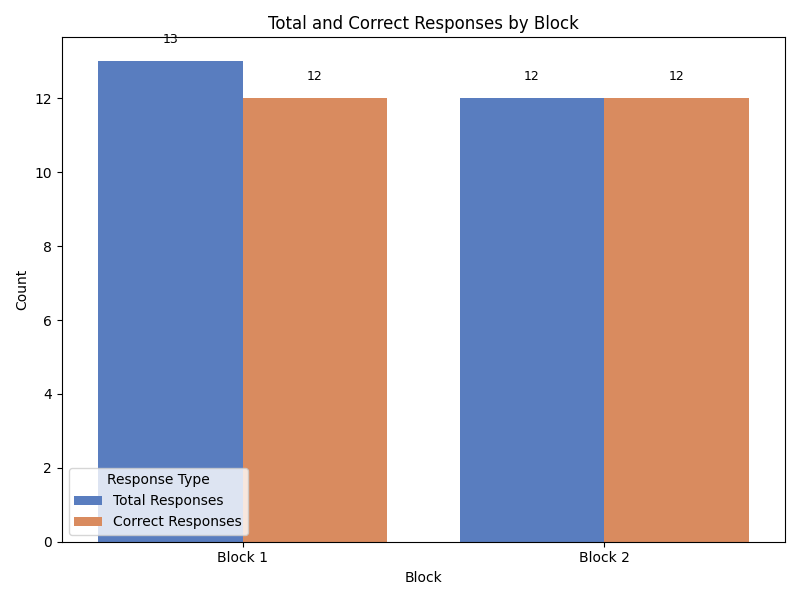 Total and Correct Responses by Block
13
12
12
12
12
10
8
6
4
2
0
Count
Response Type
Total Responses
Correct Responses
Block 1
Block 2
Block